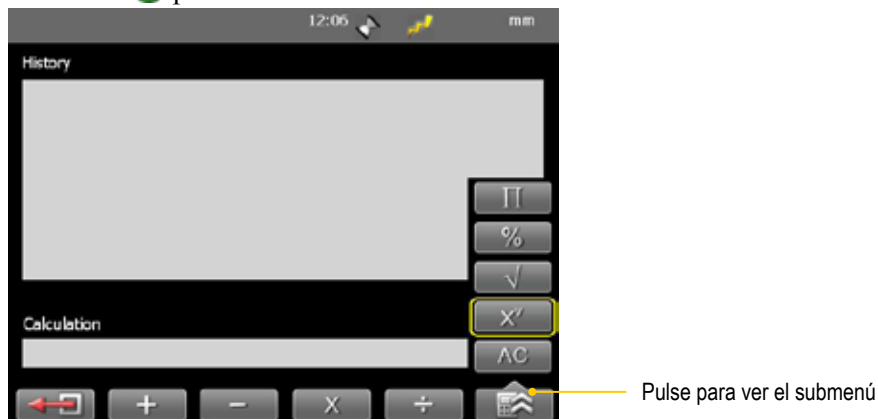 12:06 mm
History
∏
%
√
Xʸ
Calculation
AC
+ − X ÷
Pulse para ver el submenú